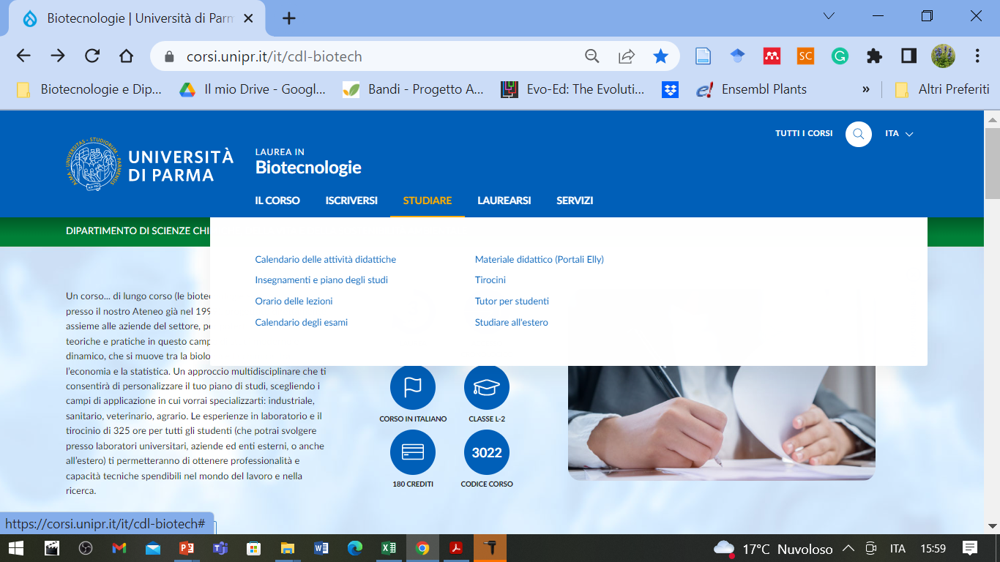 Biotecnologie | Università di Parm
corsi.unipr.it/it/cdl-biotech
SC
Biotecnologie e Dip...
Il mio Drive - Googl...
Bandi - Progetto A...
Evo-Ed: The Evoluti...
Ensembl Plants
»
Altri Preferiti
TUTTI I CORSI
ITA
UNIVERSITÀ
DI PARMA
LAUREA IN
Biotecnologie
IL CORSO
ISCRIVERSI
STUDIARE
LAUREARSI
SERVIZI
DIPARTIMENTO DI SCIENZE CHI
Calendario delle attività didattiche
Insegnamenti e piano degli studi
Orario delle lezioni
Calendario degli esami
Materiale didattico (Portali Elly)
Tirocini
Tutor per studenti
Studiare all'estero
Un corso... di lungo corso (le biotec
presso il nostro Ateneo già nel 199
assieme alle aziende del settore, pe
teoriche e pratiche in questo camp
dinamico, che si muove tra la biolo
l'economia e la statistica. Un approccio multidisciplinare che ti
consentirà di personalizzare il tuo piano di studi, scegliendo i
campi di applicazione in cui vorrai specializzarti: industriale,
sanitario, veterinario, agrario. Le esperienze in laboratorio e il
tirocinio di 325 ore per tutti gli studenti (che potrai svolgere
presso laboratori universitari, aziende ed enti esterni, o anche
all'estero) ti permetteranno di ottenere professionalità e
capacità tecniche spendibili nel mondo del lavoro e nella
ricerca.
CORSO IN ITALIANO
CLASSE L-2
180 CREDITI
3022
CODICE CORSO
https://corsi.unipr.it/it/cdl-biotech#
17°C Nuvoloso
ITA
15:59